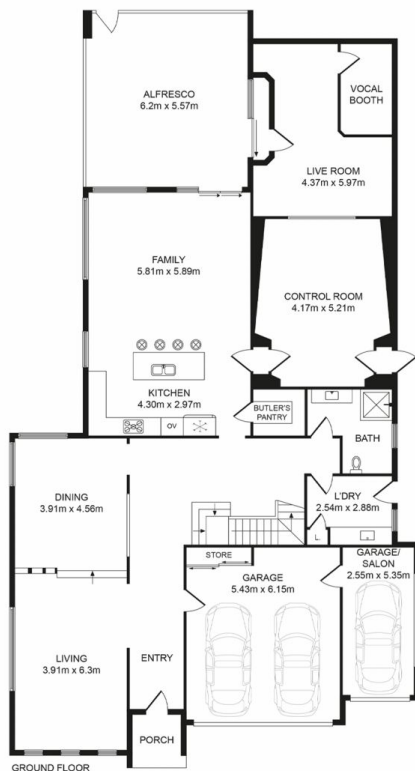 ALFRESCO
6.2m x 5.57m
VOCAL
BOOTH
LIVE ROOM
4.37m x 5.97m
FAMILY
5.81m x 5.89m
CONTROL ROOM
4.17m x 5.21m
KITCHEN
4.30m x 2.97m
OV
BUTLER'S
PANTRY
BATH
DINING
3.91m x 4.56m
L'DRY
2.54m x 2.88m
L.
STORE
GARAGE
5.43m x 6.15m
GARAGE/
SALON
2.55m x 5.35m
LIVING
3.91m x 6.3m
ENTRY
PORCH
GROUND FLOOR